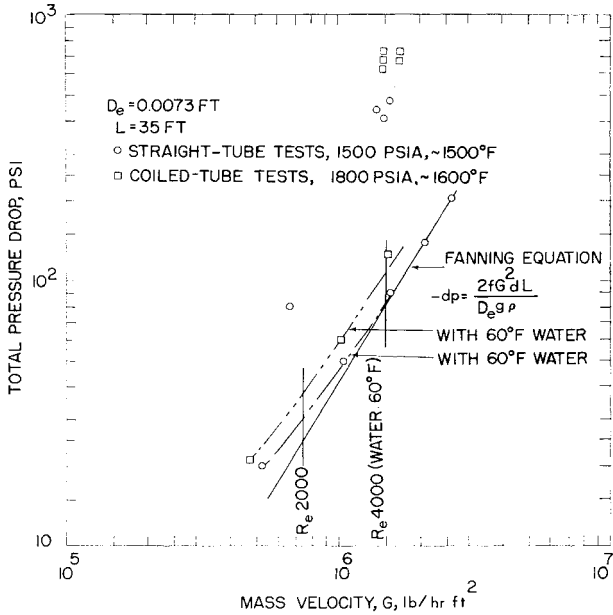 10³
Dₑ = 0.0073 FT
L = 35 FT
○ STRAIGHT-TUBE TESTS, 1500 PSIA, ~1500°F
□ COILED-TUBE TESTS, 1800 PSIA, ~1600°F
TOTAL PRESSURE DROP, PSI
10²
FANNING EQUATION
-dp = 2fG²dL / Dₑgρ
WITH 60°F WATER
WITH 60°F WATER
Rₑ 2000
Rₑ 4000 (WATER 60°F)
10
10⁵
10⁶
10⁷
MASS VELOCITY, G, lb/hr ft²